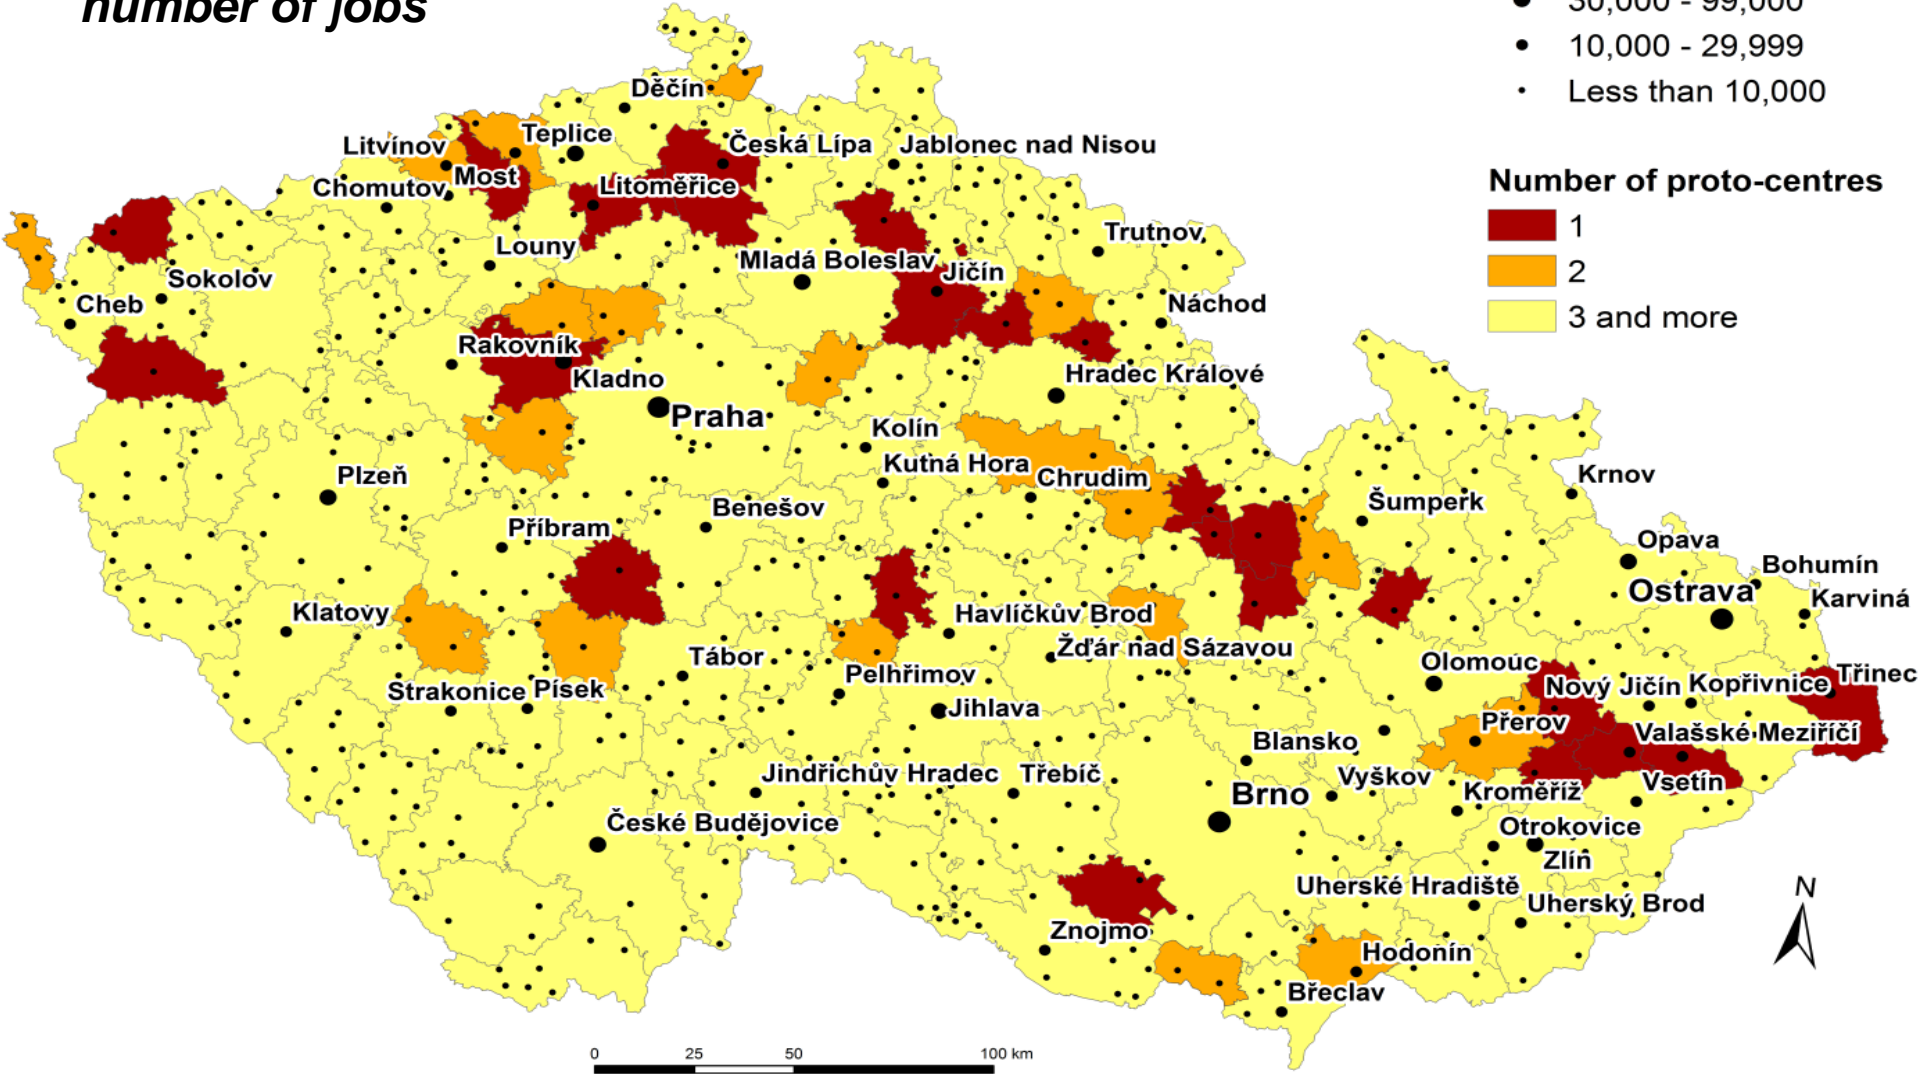 number of jobs
30,000 - 99,000
10,000 - 29,999
Less than 10,000
Number of proto-centres
1
2
3 and more
Děčín
Teplice
Litvínov
Česká Lípa
Jablonec nad Nisou
Most
Chomutov
Litoměřice
Trutnov
Louny
Mladá Boleslav
Jičín
Sokolov
Cheb
Náchod
Rakovník
Kladno
Hradec Králové
Praha
Kolín
Kutná Hora
Chrudim
Plzeň
Krnov
Šumperk
Benešov
Příbram
Opava
Bohumín
Ostrava
Karviná
Klatovy
Havlíčkův Brod
Žďár nad Sázavou
Tábor
Olomouc
Pelhřimov
Třinec
Nový Jičín
Kopřivnice
Strakonice
Písek
Jihlava
Přerov
Valašské Meziříčí
Blansko
Jindřichův Hradec
Třebíč
Vyškov
Vsetín
Kroměříž
Brno
České Budějovice
Otrokovice
Zlín
Uherské Hradiště
Uherský Brod
N
Znojmo
Hodonín
Břeclav
0 25 50 100 km